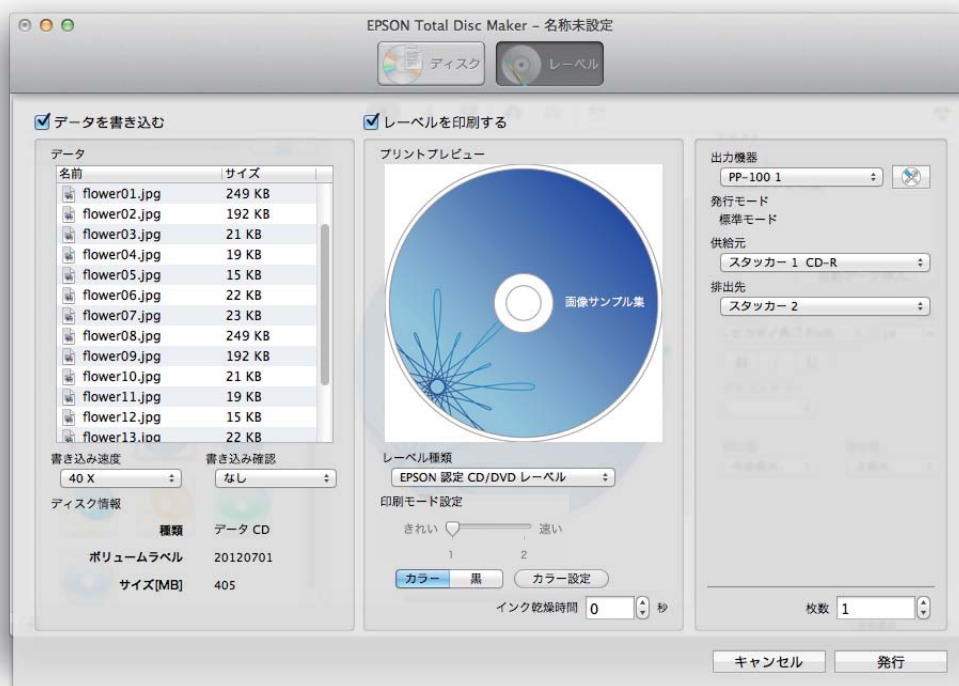 EPSON Total Disc Maker – 名称未設定
ディスク
レーベル
データを書き込む
データ
名前 サイズ
flower01.jpg 249 KB
flower02.jpg 192 KB
flower03.jpg 21 KB
flower04.jpg 19 KB
flower05.jpg 15 KB
flower06.jpg 22 KB
flower07.jpg 23 KB
flower08.jpg 249 KB
flower09.jpg 192 KB
flower10.jpg 21 KB
flower11.jpg 19 KB
flower12.jpg 15 KB
flower13.jpg 22 KB
書き込み速度 書き込み確認
40 X なし
ディスク情報
種類 データ CD
ボリュームラベル 20120701
サイズ[MB] 405
レーベルを印刷する
プリントプレビュー
画像サンプル集
レーベル種類
EPSON 認定 CD/DVD レーベル
印刷モード設定
きれい 速い
1 2
カラー 黒 カラー設定
インク乾燥時間 0 秒
出力機器
PP-100 1
発行モード
標準モード
供給元
スタッカー 1 CD-R
排出先
スタッカー 2
枚数 1
キャンセル 発行